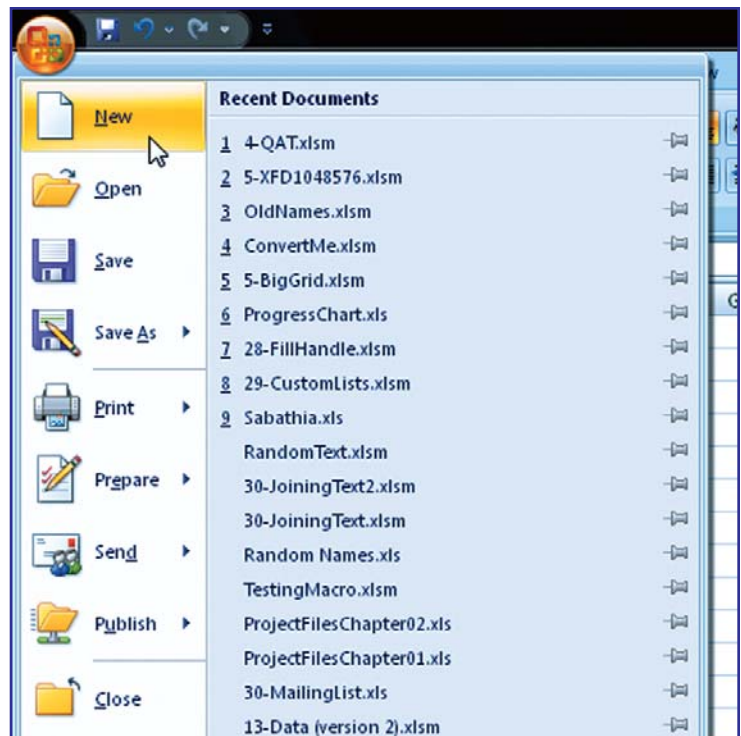 New
Open
Save
Save As
Print
Prepare
Send
Publish
Close
Recent Documents
1 4-QAT.xlsm
2 5-XFD1048576.xlsm
3 OldNames.xlsm
4 ConvertMe.xlsm
5 5-BigGrid.xlsm
6 ProgressChart.xls
7 28-FillHandle.xlsm
8 29-CustomLists.xlsm
9 Sabathia.xls
RandomText.xlsm
30-JoiningText2.xlsm
30-JoiningText.xlsm
Random Names.xls
TestingMacro.xlsm
ProjectFilesChapter02.xls
ProjectFilesChapter01.xls
30-MailingList.xls
13-Data (version 2).xlsm